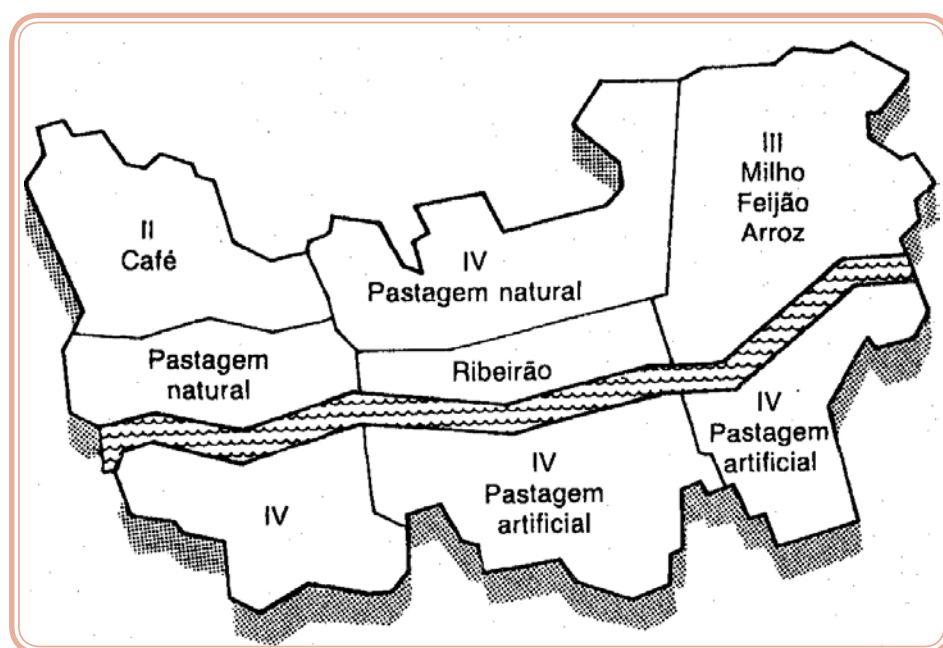 III
Milho
Feijão
Arroz
II
Café
IV
Pastagem natural
Pastagem
natural
Ribeirão
IV
Pastagem
artificial
IV
Pastagem
artificial
IV